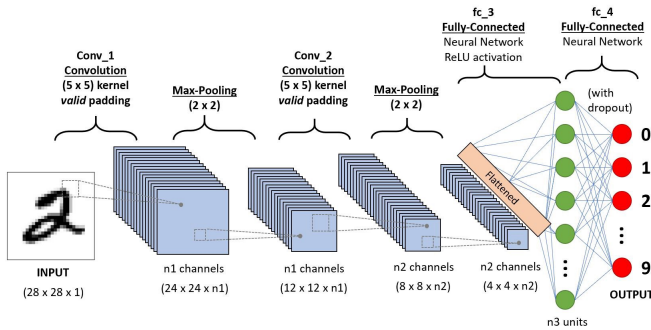 fc_3
Fully-Connected
Neural Network
ReLU activation
fc_4
Fully-Connected
Neural Network
Conv_1
Convolution
(5 x 5) kernel
valid padding
Max-Pooling
(2 x 2)
Conv_2
Convolution
(5 x 5) kernel
valid padding
Max-Pooling
(2 x 2)
(with
dropout)
Flattened
0
1
2
9
2
INPUT
(28 x 28 x 1)
n1 channels
(24 x 24 x n1)
n1 channels
(12 x 12 x n1)
n2 channels
(8 x 8 x n2)
n2 channels
(4 x 4 x n2)
OUTPUT
n3 units